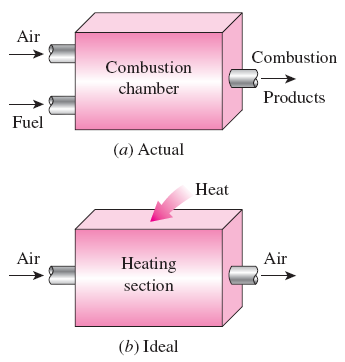 Air
Fuel
Combustion
chamber
Combustion
Products
(a) Actual
Heat
Air
Heating
section
Air
(b) Ideal